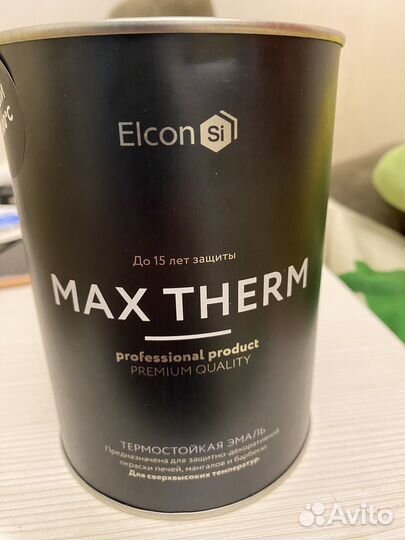 Elcon Si
До 15 лет защиты
MAX THERM
professional product
PREMIUM QUALITY
ТЕРМОСТОЙКАЯ ЭМАЛЬ
Предназначена для защитно-декоративной
окраски печей, мангалов и барбекю.
Для сверхвысоких температур.
Avito